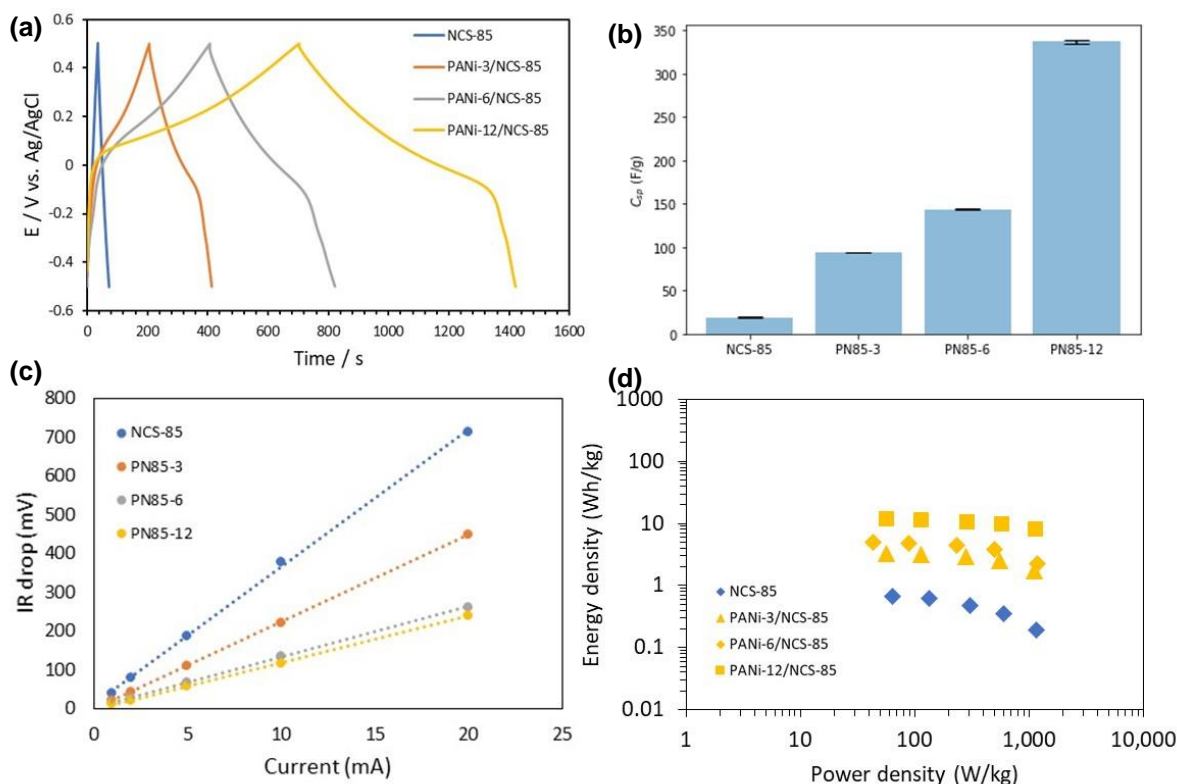 (a)
0.6
0.4
0.2
0
-0.2
-0.4
-0.6
E / V vs. Ag/AgCl
0 200 400 600 800 1000 1200 1400 1600
Time / s
NCS-85
PANi-3/NCS-85
PANi-6/NCS-85
PANi-12/NCS-85
(b)
350
300
250
200
150
100
50
0
Csp (F/g)
NCS-85 PN85-3 PN85-6 PN85-12
(c)
800
700
600
500
400
300
200
100
0
IR drop (mV)
NCS-85
PN85-3
PN85-6
PN85-12
0 5 10 15 20 25
Current (mA)
(d)
1000
100
10
1
0.1
0.01
Energy density (Wh/kg)
NCS-85
PANi-3/NCS-85
PANi-6/NCS-85
PANi-12/NCS-85
1 10 100 1,000 10,000
Power density (W/kg)